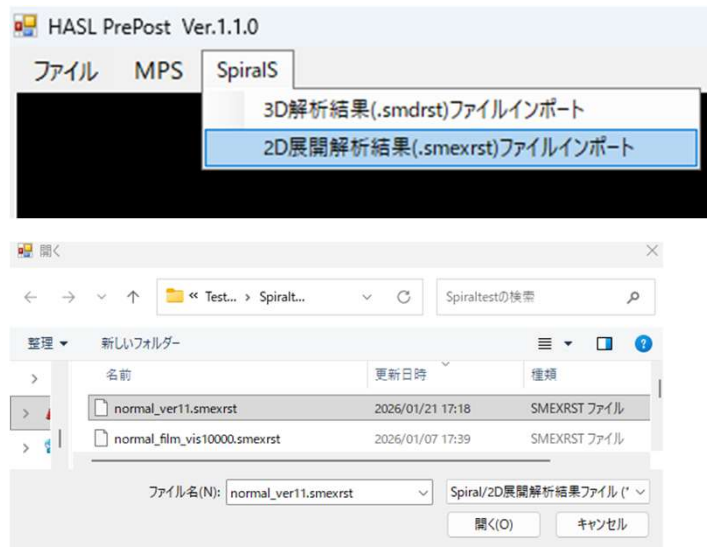 HASL PrePost Ver.1.1.0
ファイル MPS SpiralS
3D解析結果(.smdrst)ファイルインポート
2D展開解析結果(.smexrst)ファイルインポート
開く
« Test... › Spiralt... Spiraltestの検索
整理 新しいフォルダー
名前 更新日時 種類
normal_ver11.smexrst 2026/01/21 17:18 SMEXRST ファイル
normal_film_vis10000.smexrst 2026/01/07 17:39 SMEXRST ファイル
ファイル名(N): normal_ver11.smexrst Spiral/2D展開解析結果ファイル (*
開く(O) キャンセル